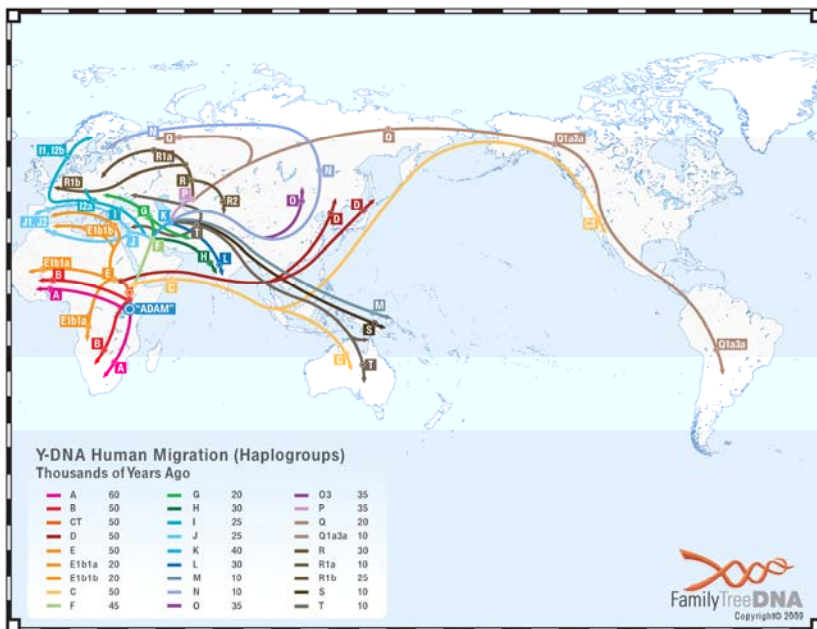 N
Q
Q
Q1a3a
I1, I2b
R1a
N
R1b
R
P
R2
O
I2a
G
I
K
D
D
C3
J1, J2
E1b1b
J
F
T
H
L
E1b1a
B
E
C
A
"ADAM"
M
E1b1a
S
B
A
C
T
Q1a3a
Y-DNA Human Migration (Haplogroups)
Thousands of Years Ago
A 60 G 20 O3 35
B 50 H 30 P 35
CT 50 I 25 Q 20
D 50 J 25 Q1a3a 10
E 50 K 40 R 30
E1b1a 20 L 30 R1a 10
E1b1b 20 M 10 R1b 25
C 50 N 10 S 10
F 45 O 35 T 10
FamilyTreeDNA
Copyright© 2009